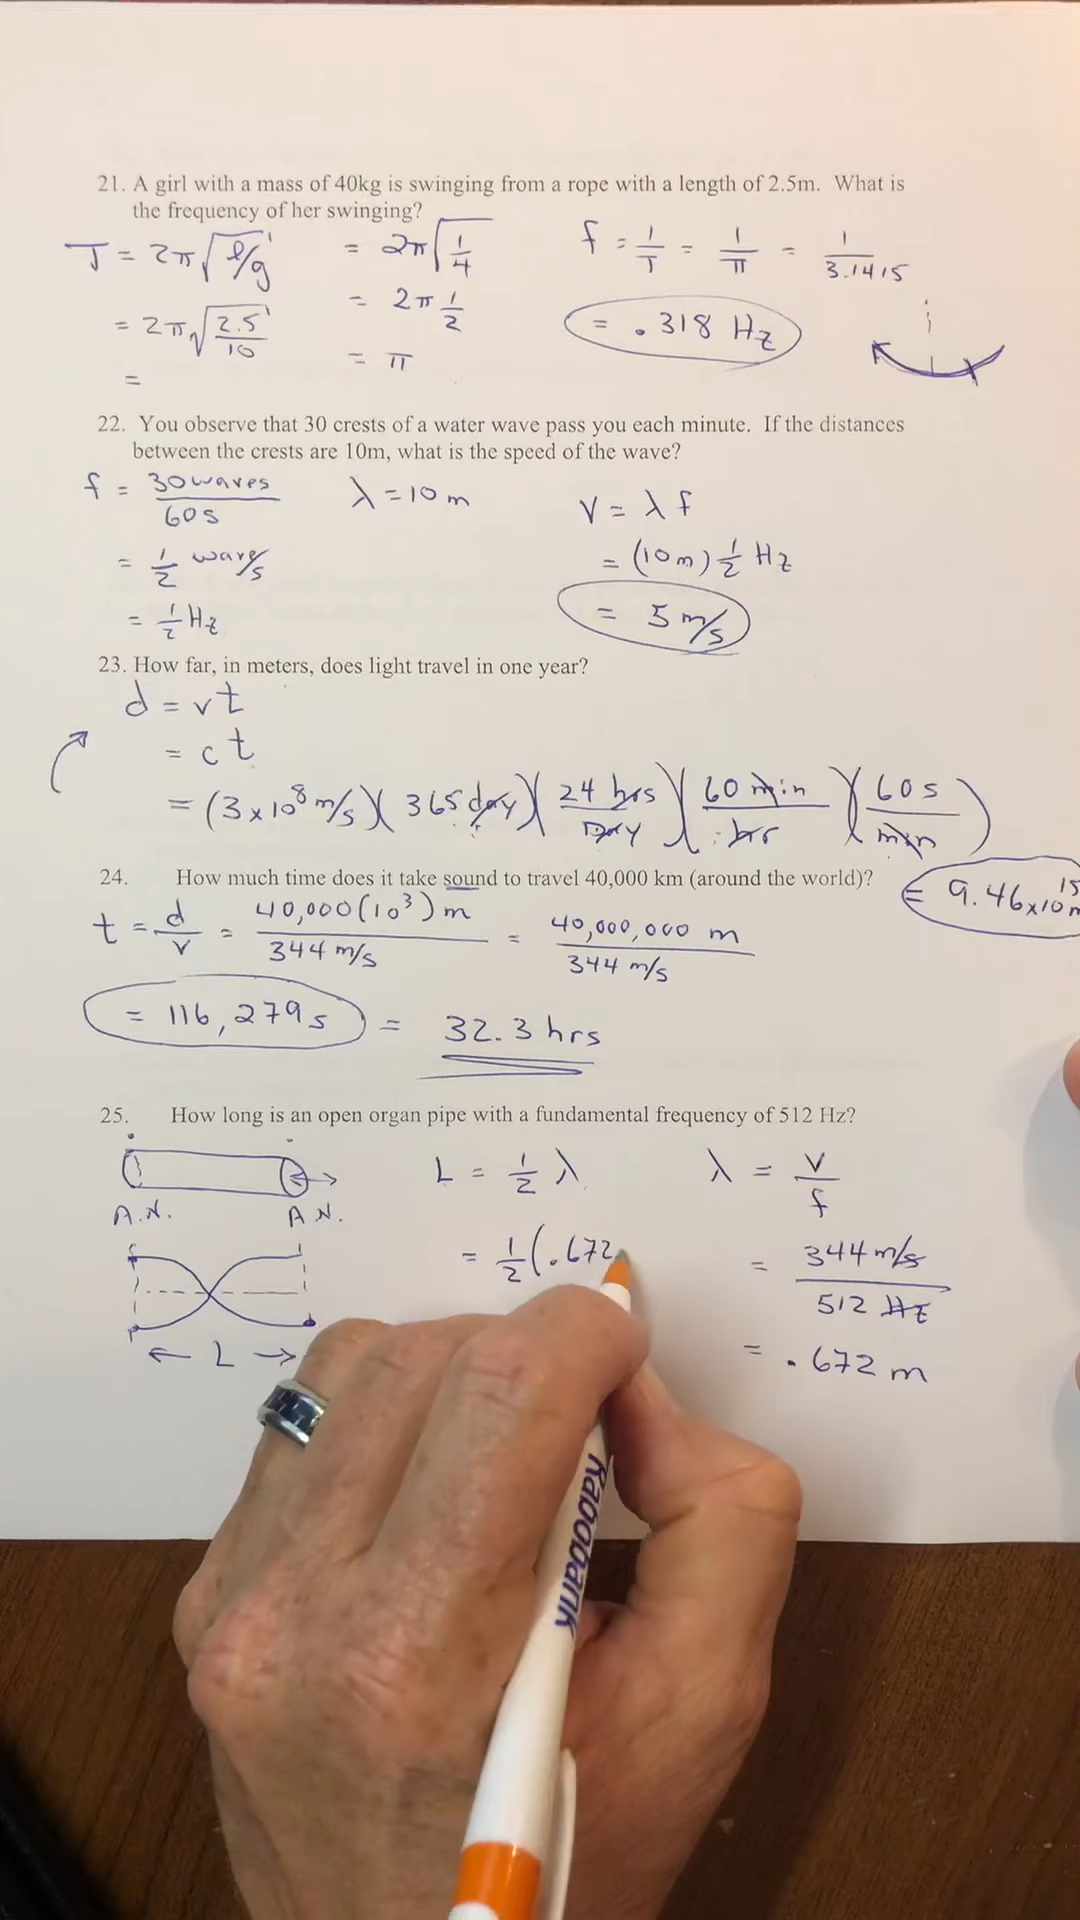 21. A girl with a mass of 40kg is swinging from a rope with a length of 2.5m. What is
the frequency of her swinging?
T = 2π√l/g = 2π√1/4 f = 1/T = 1/π = 1/3.1415
= 2π√2.5/10 = 2π 1/2 = .318 Hz
= = π
22. You observe that 30 crests of a water wave pass you each minute. If the distances
between the crests are 10m, what is the speed of the wave?
f = 30 waves/60s λ = 10 m V = λ f
= 1/2 wave/s = (10m) 1/2 Hz
= 1/2 Hz = 5 m/s
23. How far, in meters, does light travel in one year?
d = vt
= ct
= (3x10⁸ m/s)(365 day)(24 hrs/Day)(60 min/hr)(60s/min)
= 9.46x10¹⁵ m
24. How much time does it take sound to travel 40,000 km (around the world)?
t = d/v = 40,000(10³) m/344 m/s = 40,000,000 m/344 m/s
= 116,279 s = 32.3 hrs
25. How long is an open organ pipe with a fundamental frequency of 512 Hz?
L = 1/2 λ λ = v/f
A.N. A.N.
= 1/2(.672 = 344 m/s/512 Hz
← L → = .672 m
Rabobank